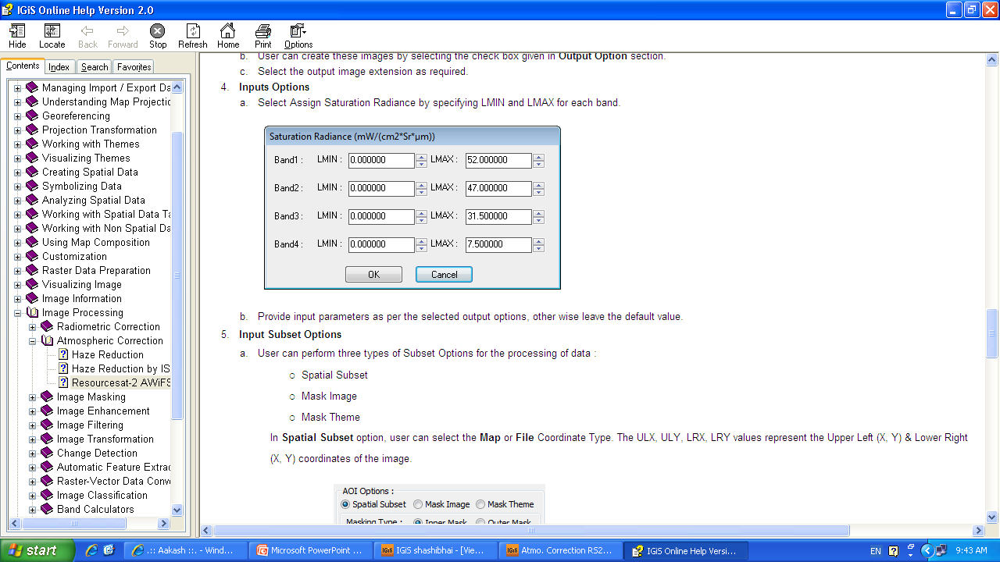 IGiS Online Help Version 2.0
Hide Locate Back Forward Stop Refresh Home Print Options
Contents Index Search Favorites
Managing Import / Export Da
Understanding Map Projectic
Georeferencing
Projection Transformation
Working with Themes
Visualizing Themes
Creating Spatial Data
Symbolizing Data
Analyzing Spatial Data
Working with Spatial Data Ta
Working with Non Spatial Da
Using Map Composition
Customization
Raster Data Preparation
Visualizing Image
Image Information
Image Processing
Radiometric Correction
Atmospheric Correction
Haze Reduction
Haze Reduction by IS
Resourcesat-2 AWiFS
Image Masking
Image Enhancement
Image Filtering
Image Transformation
Change Detection
Automatic Feature Extrac
Raster-Vector Data Conv
Image Classification
Band Calculators
b. User can create these images by selecting the check box given in Output Option section.
c. Select the output image extension as required.
4. Inputs Options
a. Select Assign Saturation Radiance by specifying LMIN and LMAX for each band.
Saturation Radiance (mW/(cm2*Sr*µm))
Band1 : LMIN : 0.000000 LMAX : 52.000000
Band2 : LMIN : 0.000000 LMAX : 47.000000
Band3 : LMIN : 0.000000 LMAX : 31.500000
Band4 : LMIN : 0.000000 LMAX : 7.500000
OK Cancel
b. Provide input parameters as per the selected output options, other wise leave the default value.
5. Input Subset Options
a. User can perform three types of Subset Options for the processing of data :
o Spatial Subset
o Mask Image
o Mask Theme
In Spatial Subset option, user can select the Map or File Coordinate Type. The ULX, ULY, LRX, LRY values represent the Upper Left (X, Y) & Lower Right
(X, Y) coordinates of the image.
AOI Options :
Spatial Subset Mask Image Mask Theme
Masking Type : Inner Mask Outer Mask
start .:: Aakash ::. - Wind... Microsoft PowerPoint ... IGiS shashibhai - [Vie... Atmo. Correction RS2... IGiS Online Help Versi... EN 9:43 AM